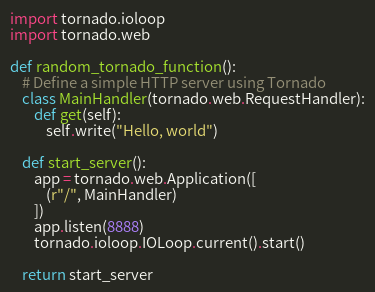 import tornado.ioloop
import tornado.web

def random_tornado_function():
    # Define a simple HTTP server using Tornado
    class MainHandler(tornado.web.RequestHandler):
        def get(self):
            self.write("Hello, world")

    def start_server():
        app = tornado.web.Application([
            (r"/", MainHandler)
        ])
        app.listen(8888)
        tornado.ioloop.IOLoop.current().start()

    return start_server